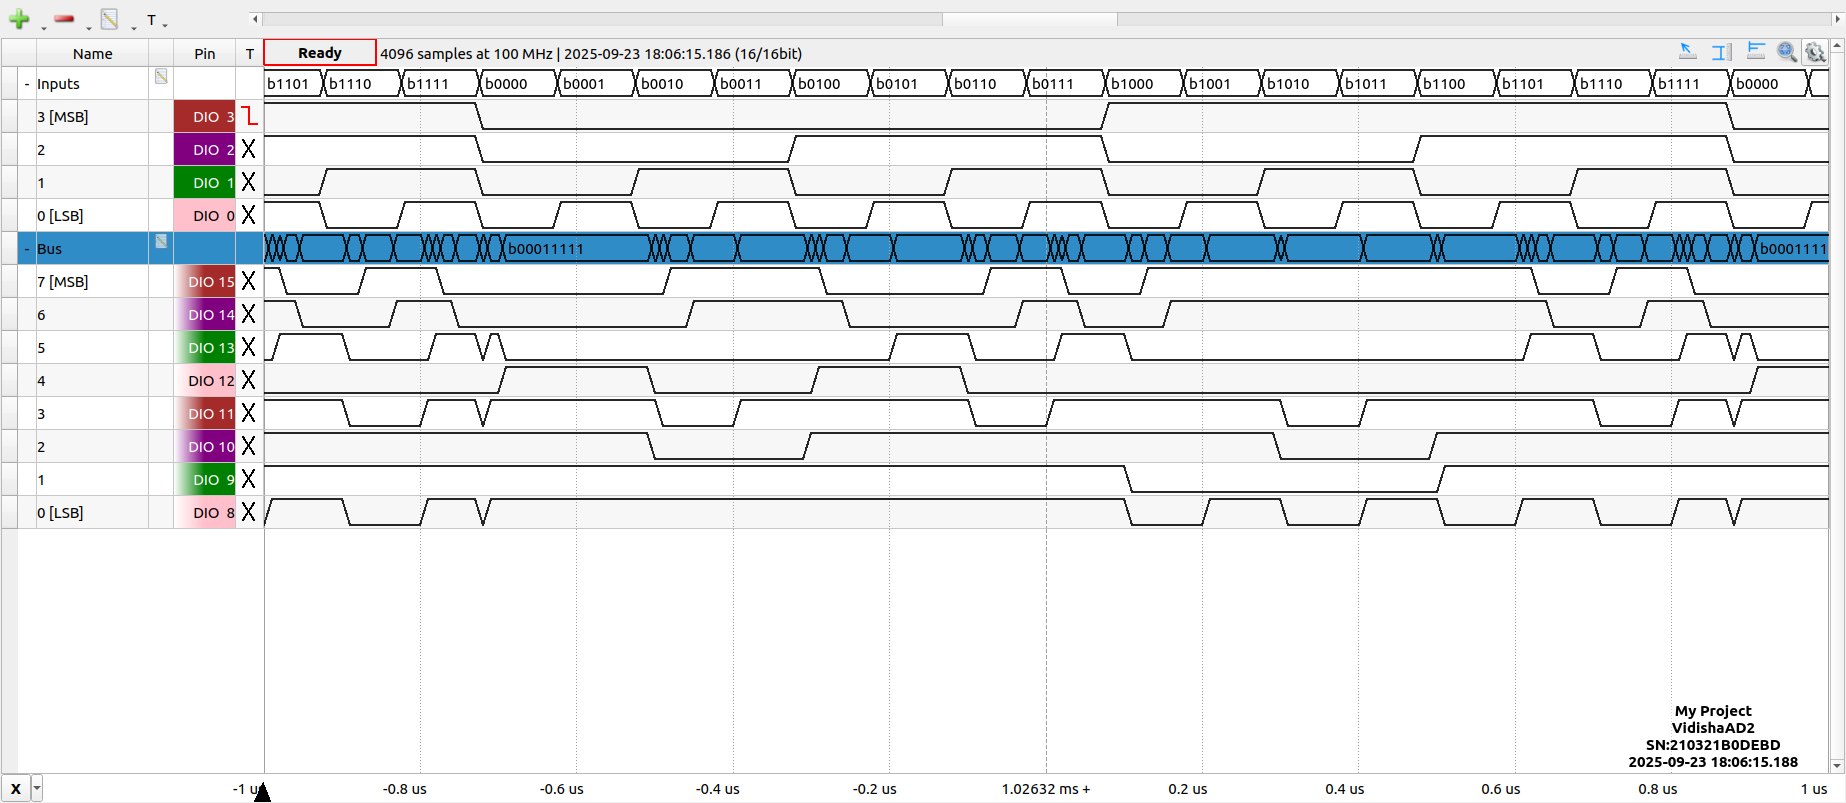 T
Name Pin T Ready 4096 samples at 100 MHz | 2025-09-23 18:06:15.186 (16/16bit)
- Inputs b1101 b1110 b1111 b0000 b0001 b0010 b0011 b0100 b0101 b0110 b0111 b1000 b1001 b1010 b1011 b1100 b1101 b1110 b1111 b0000
3 [MSB] DIO 3
2 DIO 2 X
1 DIO 1 X
0 [LSB] DIO 0 X
- Bus b00011111 b0001111
7 [MSB] DIO 15 X
6 DIO 14 X
5 DIO 13 X
4 DIO 12 X
3 DIO 11 X
2 DIO 10 X
1 DIO 9 X
0 [LSB] DIO 8 X
My Project
VidishaAD2
SN:210321B0DEBD
2025-09-23 18:06:15.188
X -1 us -0.8 us -0.6 us -0.4 us -0.2 us 1.02632 ms + 0.2 us 0.4 us 0.6 us 0.8 us 1 us